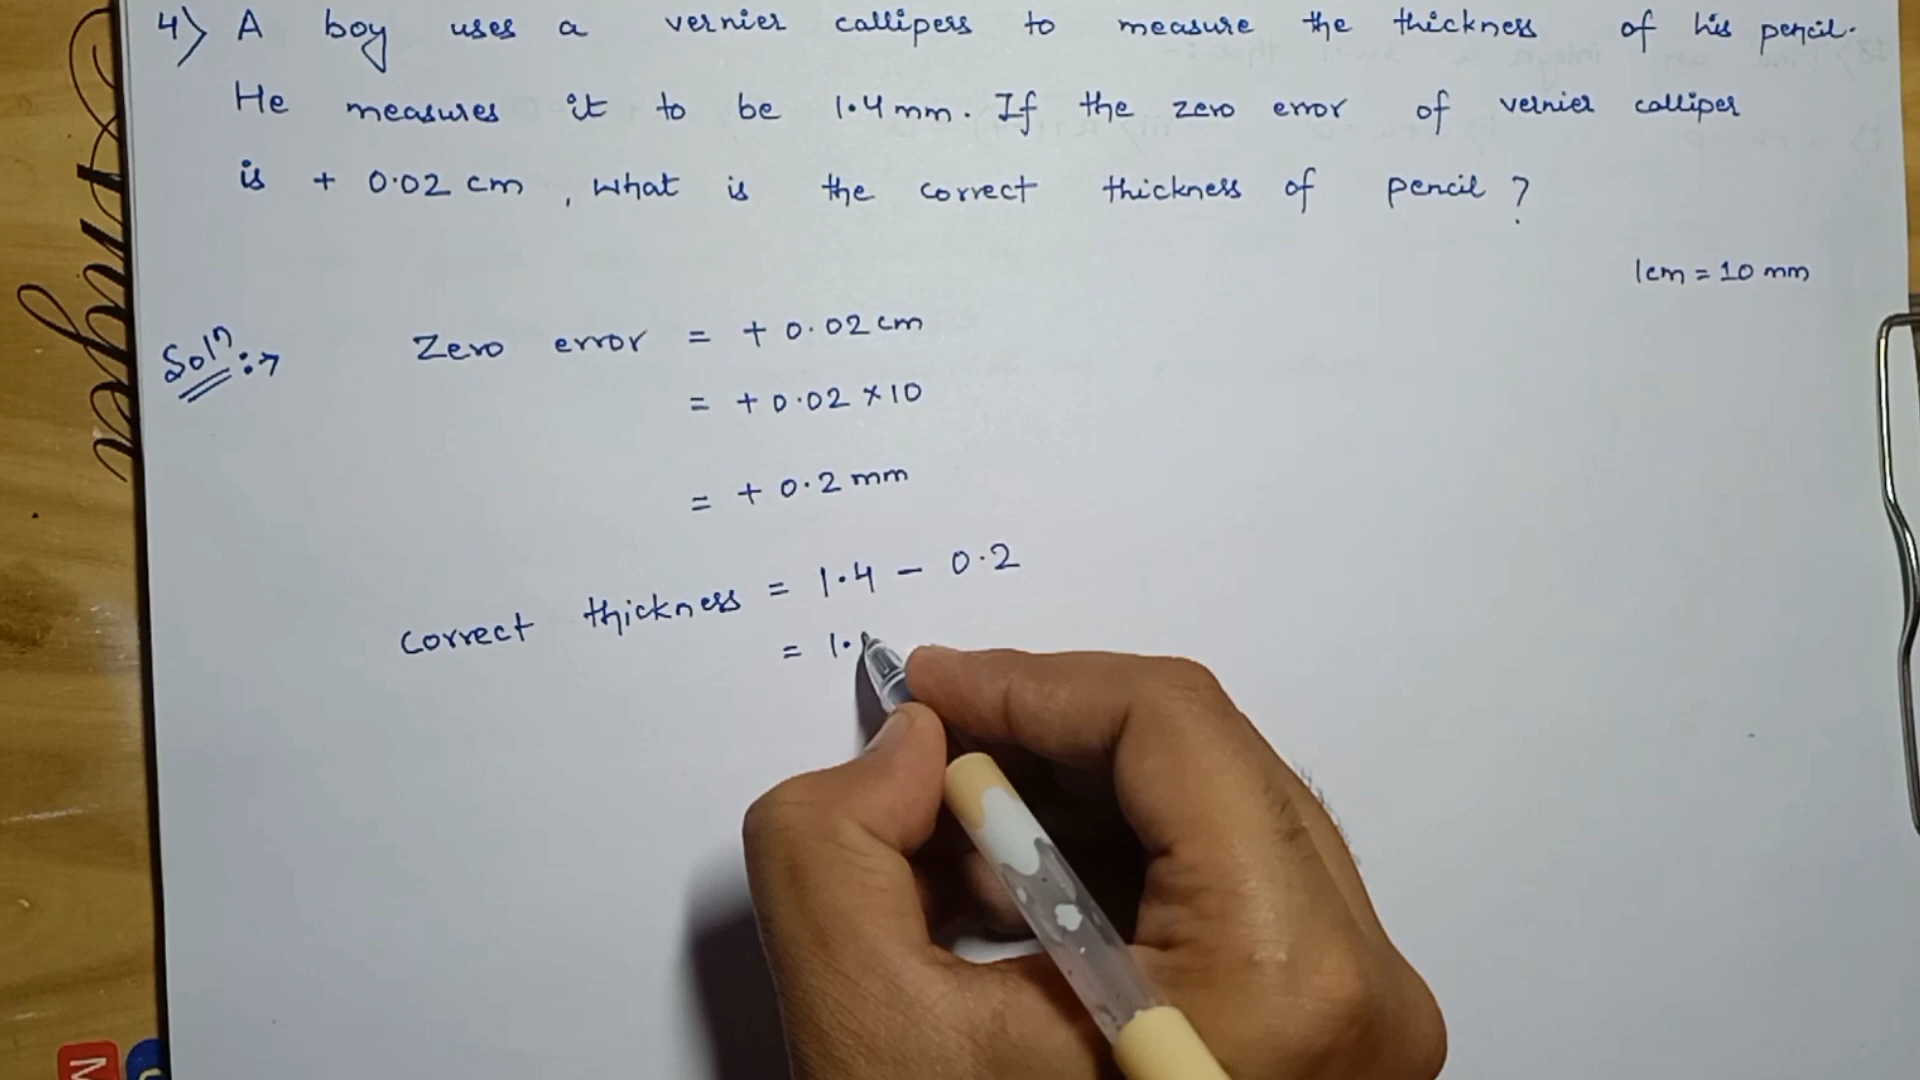 4) A boy uses a vernier callipers to measure the thickness of his pencil.
He measures it to be 1.4 mm. If the zero error of vernier calliper
is + 0.02 cm, what is the correct thickness of pencil?
1cm = 10 mm
Soln :→ Zero error = + 0.02 cm
= + 0.02 × 10
= + 0.2 mm
correct thickness = 1.4 - 0.2
= 1.